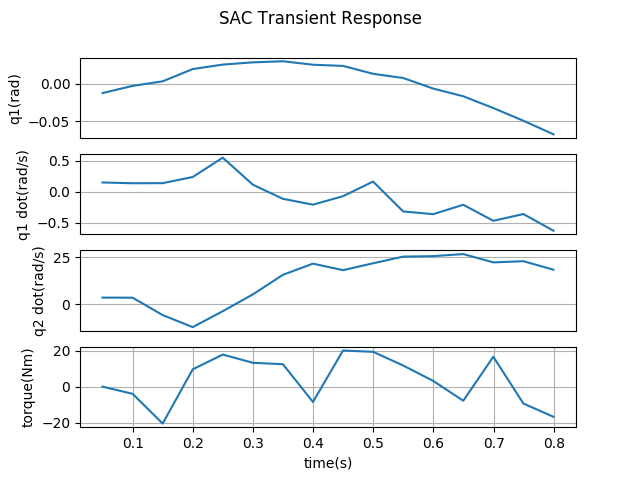 SAC Transient Response
q1(rad)
0.00
−0.05
q1 dot(rad/s)
0.5
0.0
−0.5
q2 dot(rad/s)
25
0
torque(Nm)
20
0
−20
0.1 0.2 0.3 0.4 0.5 0.6 0.7 0.8
time(s)